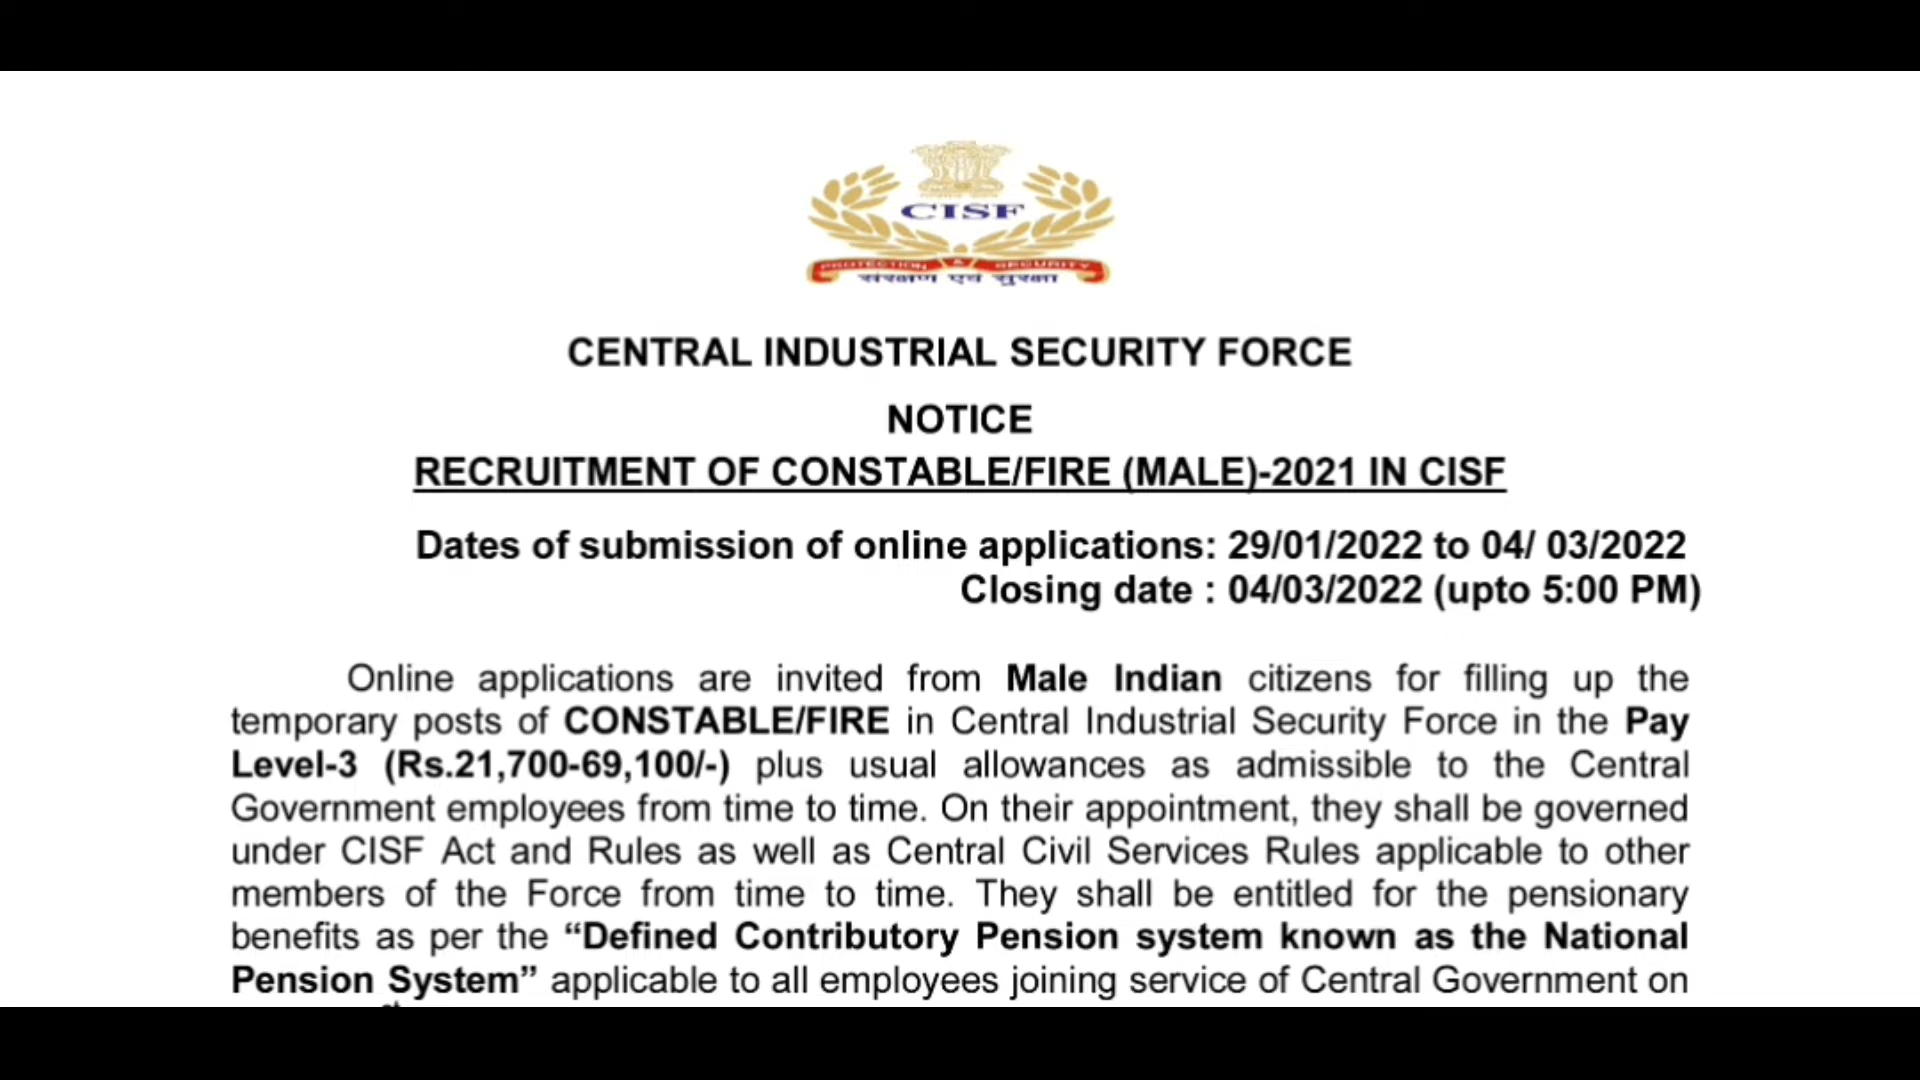 CISF
PROTECTION & SECURITY
संरक्षण एवं सुरक्षा
CENTRAL INDUSTRIAL SECURITY FORCE
NOTICE
RECRUITMENT OF CONSTABLE/FIRE (MALE)-2021 IN CISF
Dates of submission of online applications: 29/01/2022 to 04/ 03/2022
Closing date : 04/03/2022 (upto 5:00 PM)
Online applications are invited from Male Indian citizens for filling up the
temporary posts of CONSTABLE/FIRE in Central Industrial Security Force in the Pay
Level-3 (Rs.21,700-69,100/-) plus usual allowances as admissible to the Central
Government employees from time to time. On their appointment, they shall be governed
under CISF Act and Rules as well as Central Civil Services Rules applicable to other
members of the Force from time to time. They shall be entitled for the pensionary
benefits as per the “Defined Contributory Pension system known as the National
Pension System” applicable to all employees joining service of Central Government on